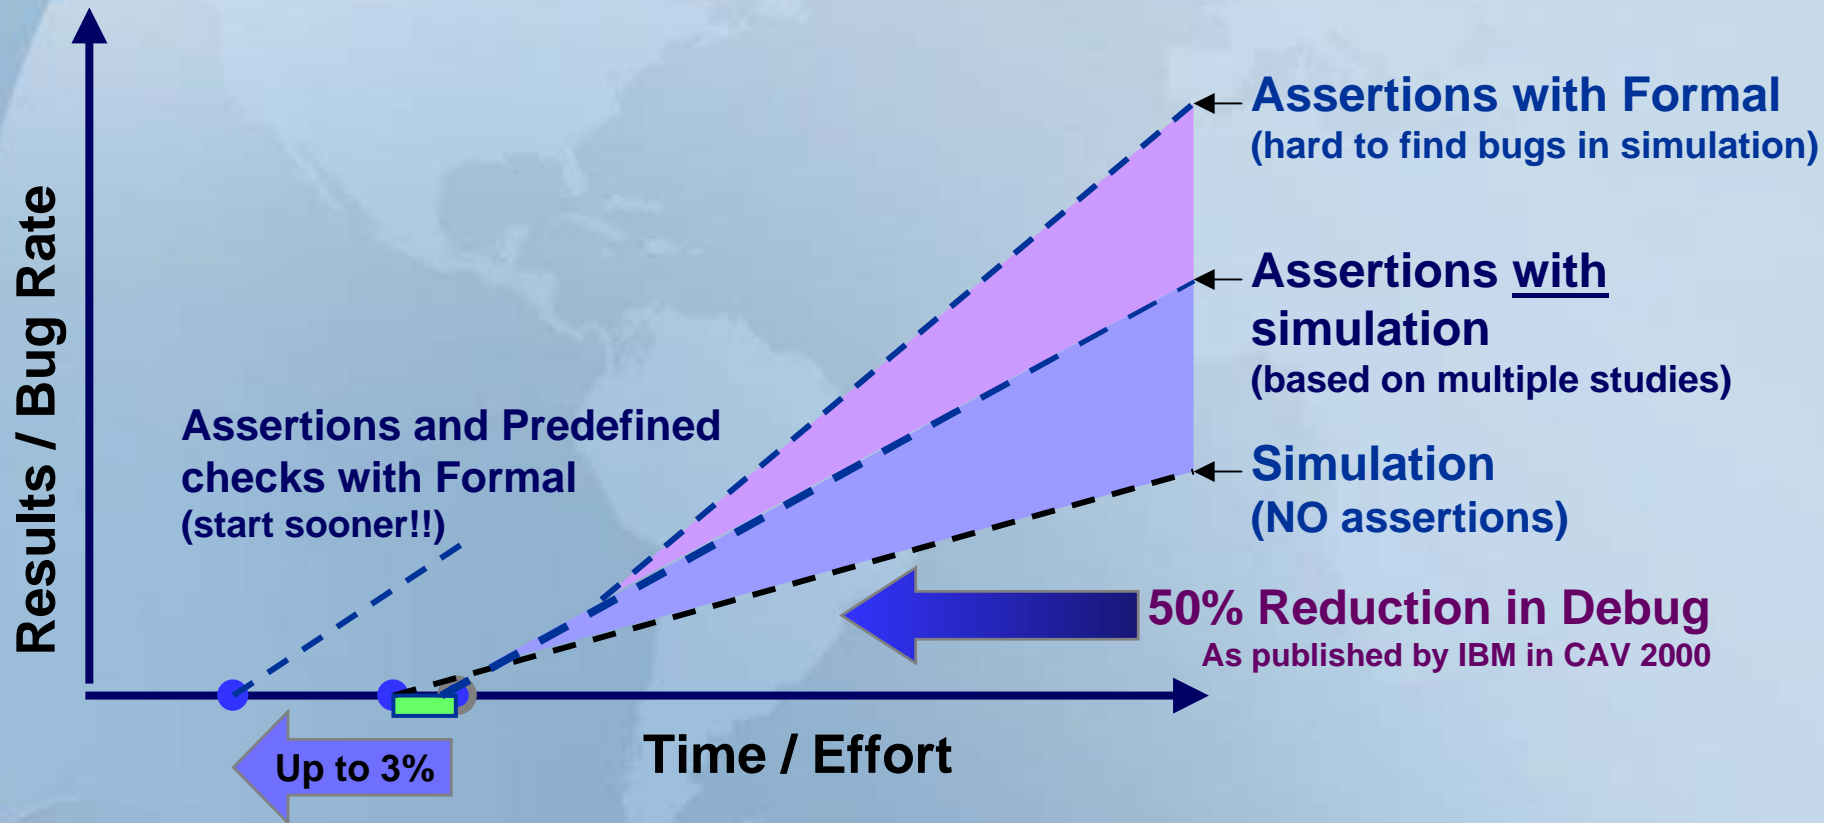 Results / Bug Rate
Assertions with Formal
(hard to find bugs in simulation)
Assertions with
simulation
(based on multiple studies)
Assertions and Predefined
checks with Formal
(start sooner!!)
Simulation
(NO assertions)
50% Reduction in Debug
As published by IBM in CAV 2000
Up to 3%
Time / Effort